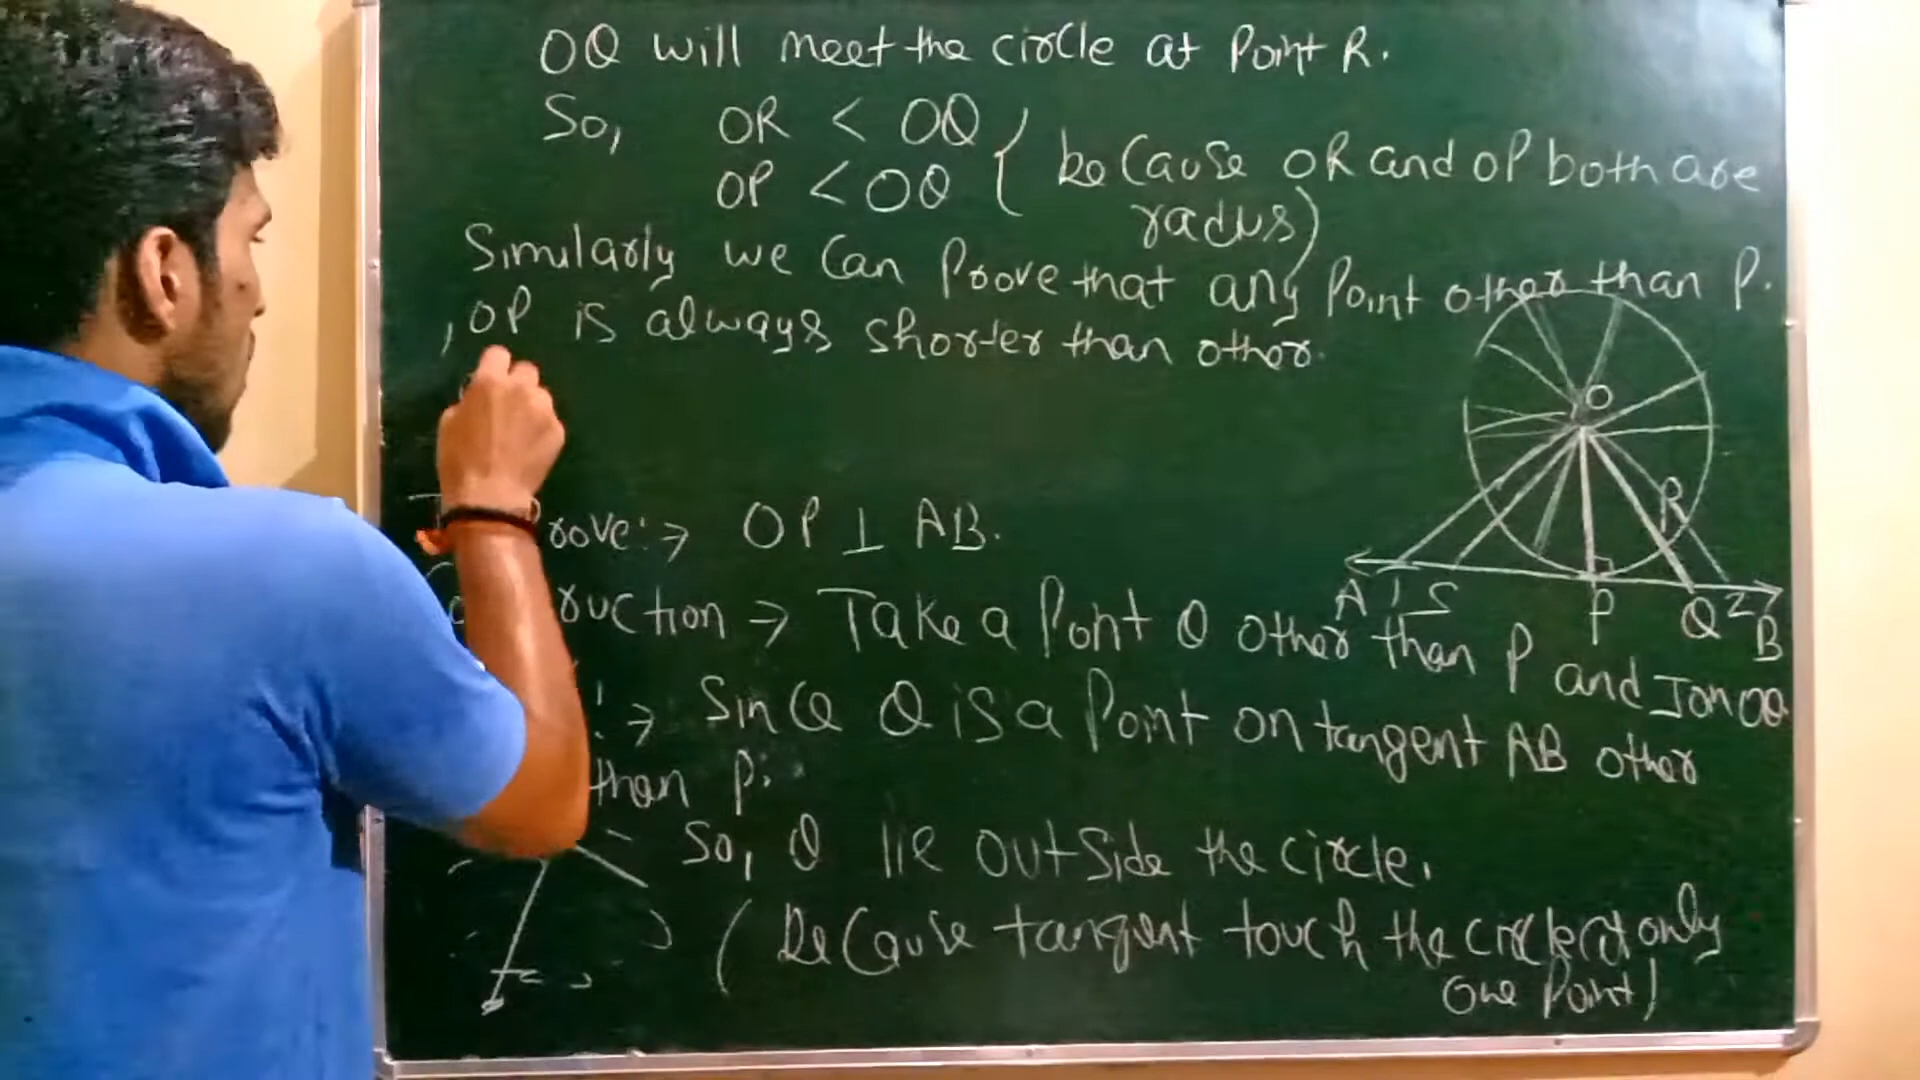 OQ will meet the circle at Point R.
So, OR < OQ
OP < OQ
{ because OR and OP both are
radius)
Similarly we can Prove that any Point other than P.
, OP is always shorter than other.
rove :→ OP ⊥ AB.
ruction → Take a Point Q other than P and Join OQ.
: → Since Q is a Point on tangent AB other
than P.
So, Q lie outside the circle.
( Because tangent touch the circle at only
one Point)
O
R
A
S
P
Q
B